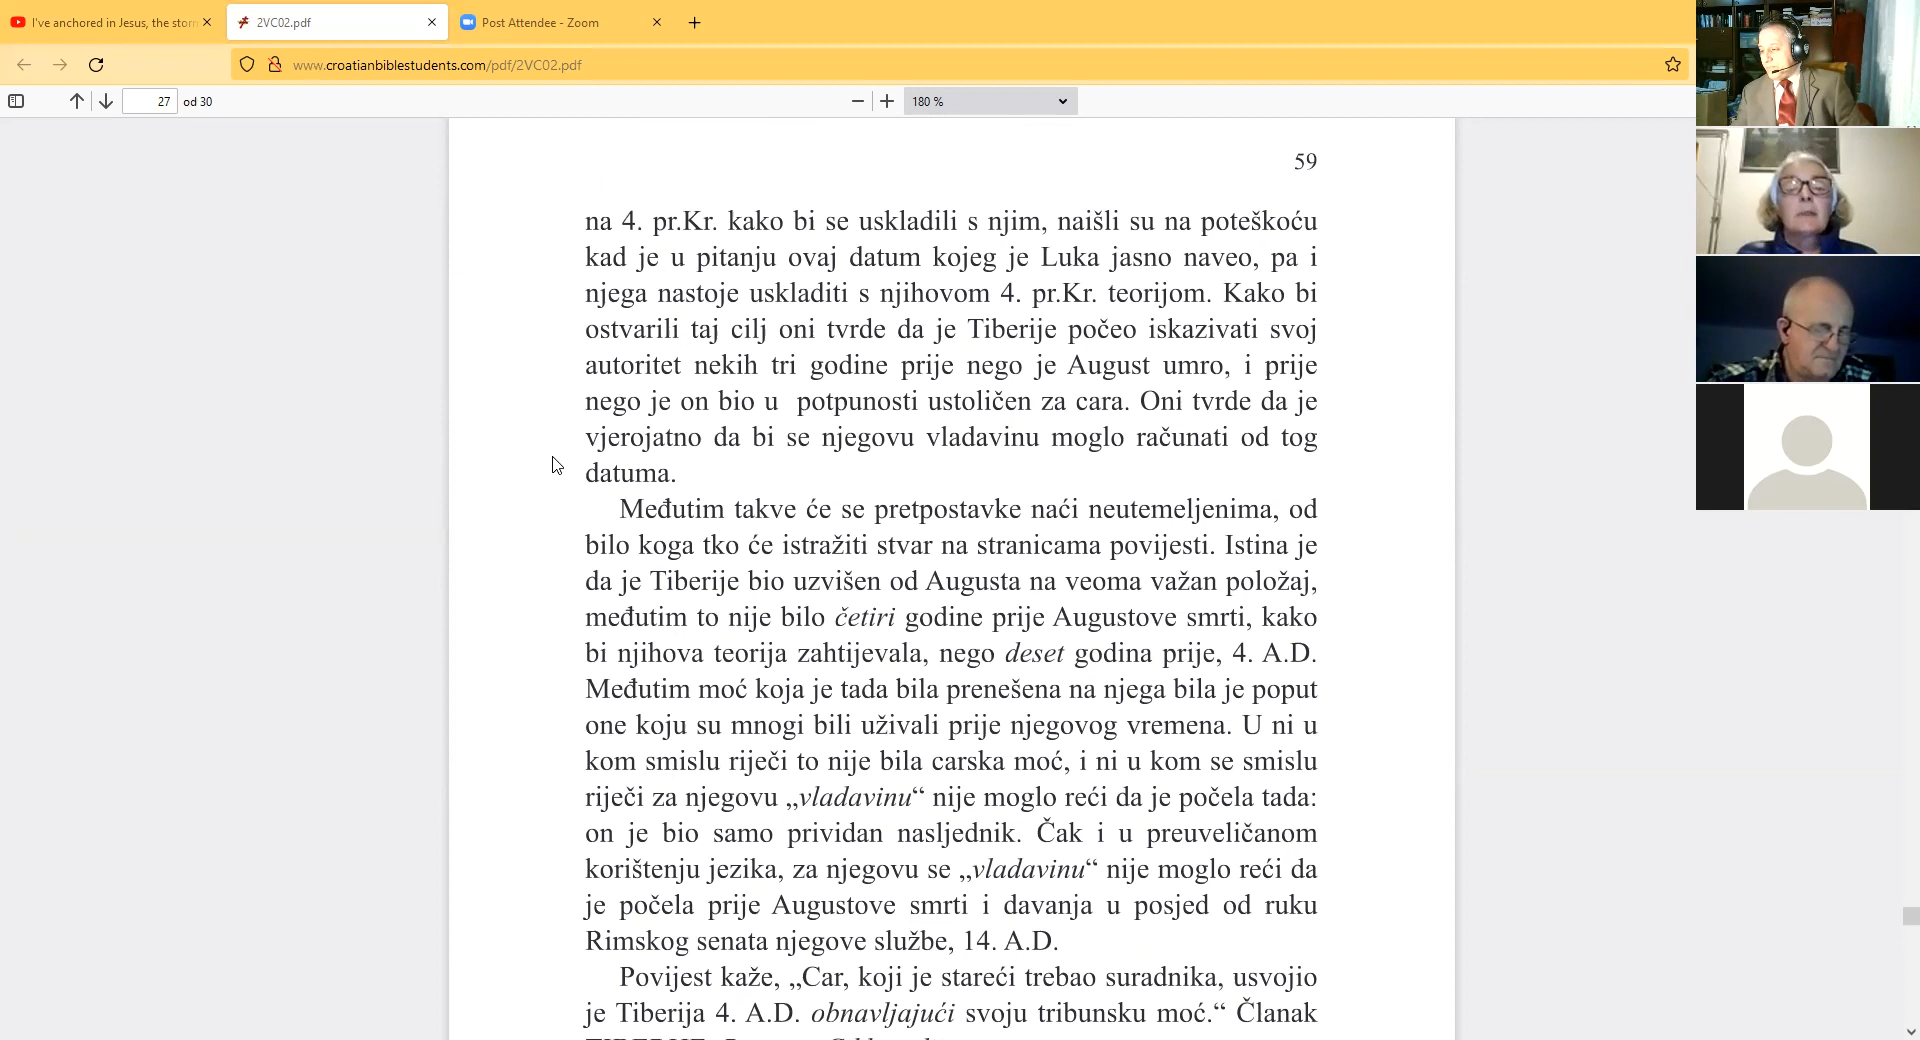 I've anchored in Jesus, the storn
2VC02.pdf
Post Attendee - Zoom
www.croatianbiblestudents.com/pdf/2VC02.pdf
27 od 30
180 %
59
na 4. pr.Kr. kako bi se uskladili s njim, naišli su na poteškoću
kad je u pitanju ovaj datum kojeg je Luka jasno naveo, pa i
njega nastoje uskladiti s njihovom 4. pr.Kr. teorijom. Kako bi
ostvarili taj cilj oni tvrde da je Tiberije počeo iskazivati svoj
autoritet nekih tri godine prije nego je August umro, i prije
nego je on bio u potpunosti ustoličen za cara. Oni tvrde da je
vjerojatno da bi se njegovu vladavinu moglo računati od tog
datuma.
Međutim takve će se pretpostavke naći neutemeljenima, od
bilo koga tko će istražiti stvar na stranicama povijesti. Istina je
da je Tiberije bio uzvišen od Augusta na veoma važan položaj,
međutim to nije bilo četiri godine prije Augustove smrti, kako
bi njihova teorija zahtijevala, nego deset godina prije, 4. A.D.
Međutim moć koja je tada bila prenešena na njega bila je poput
one koju su mnogi bili uživali prije njegovog vremena. U ni u
kom smislu riječi to nije bila carska moć, i ni u kom se smislu
riječi za njegovu „vladavinu“ nije moglo reći da je počela tada:
on je bio samo prividan nasljednik. Čak i u preuveličanom
korištenju jezika, za njegovu se „vladavinu“ nije moglo reći da
je počela prije Augustove smrti i davanja u posjed od ruku
Rimskog senata njegove službe, 14. A.D.
Povijest kaže, „Car, koji je stareći trebao suradnika, usvojio
je Tiberija 4. A.D. obnavljajući svoju tribunsku moć.“ Članak